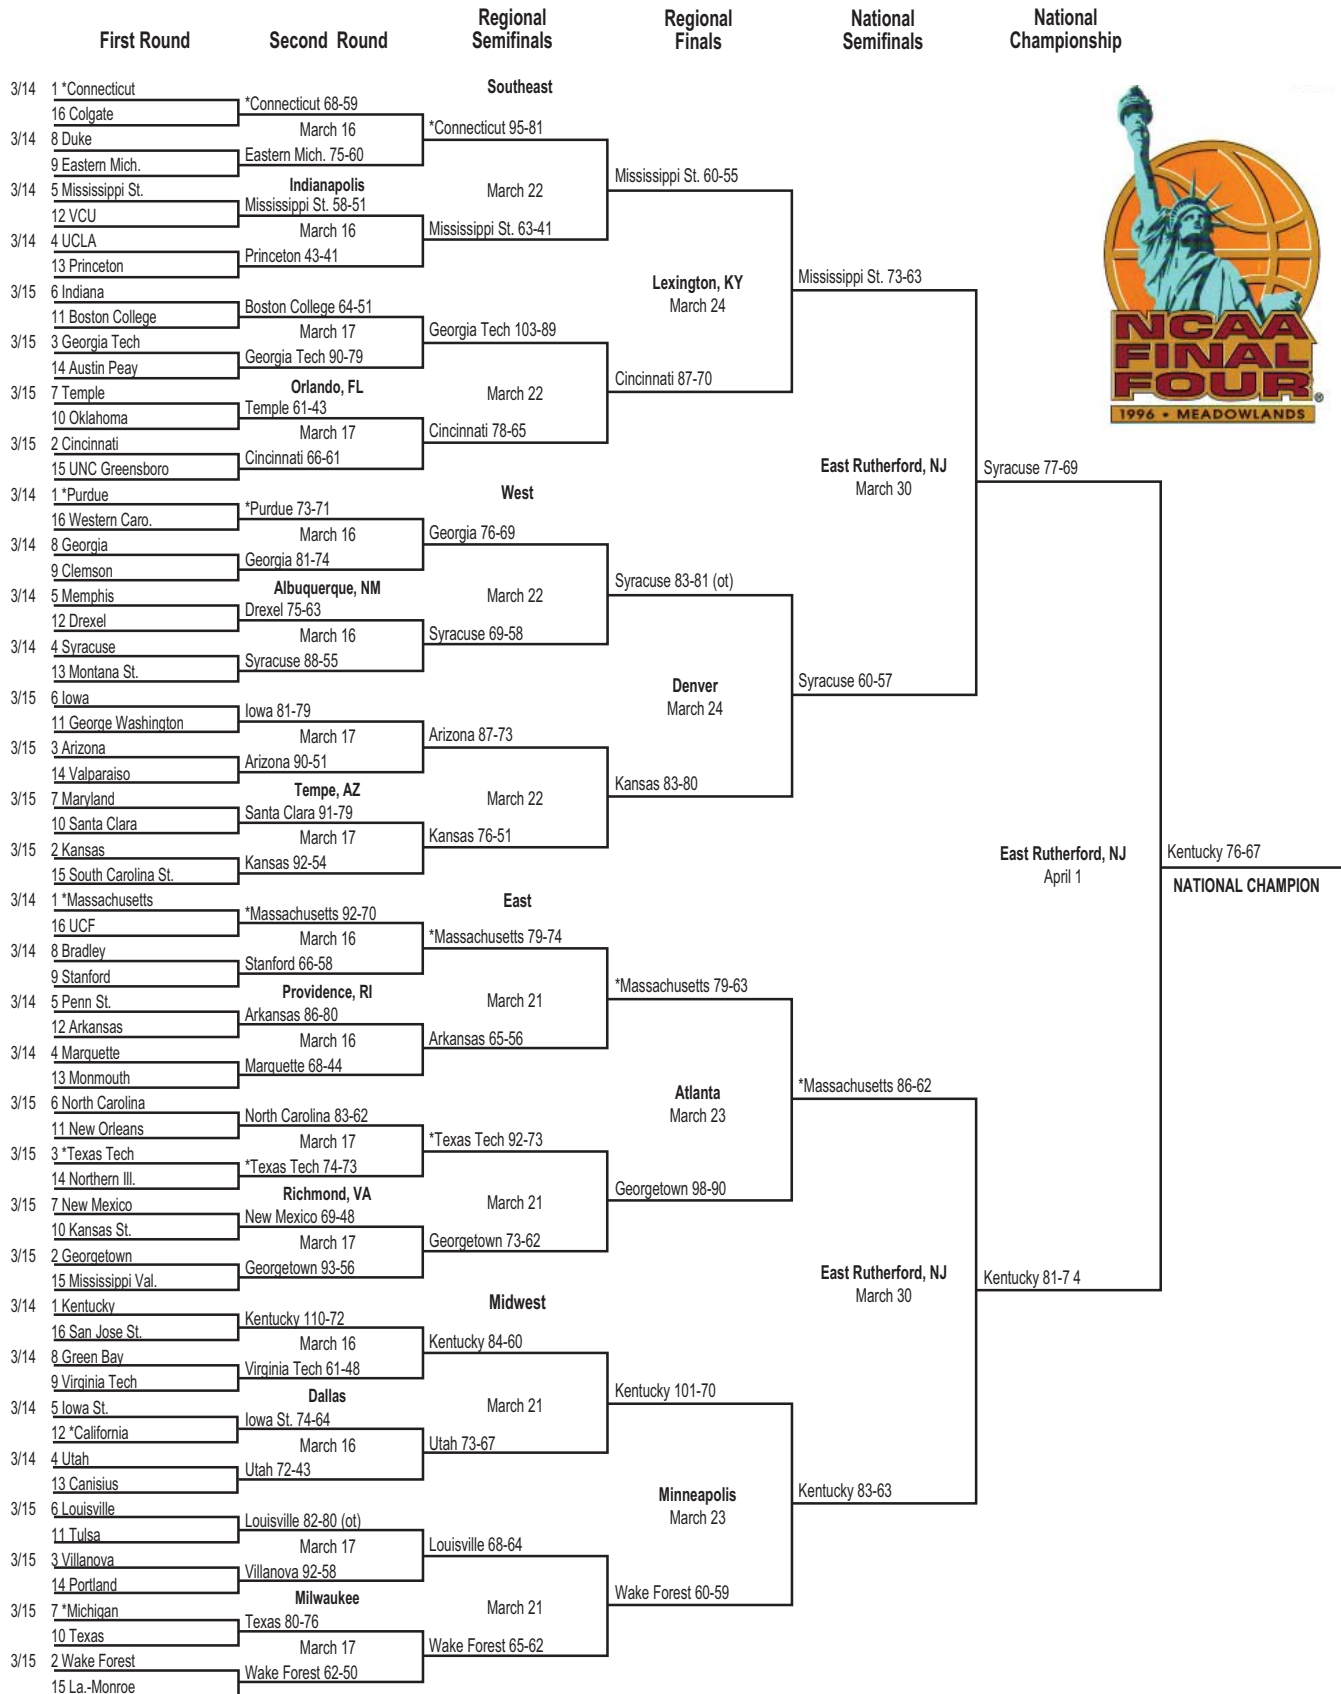 First Round
Second Round
Regional
Semifinals
Regional
Finals
National
Semifinals
National
Championship
3/14 1 *Connecticut
16 Colgate
3/14 8 Duke
9 Eastern Mich.
3/14 5 Mississippi St.
12 VCU
3/14 4 UCLA
13 Princeton
3/15 6 Indiana
11 Boston College
3/15 3 Georgia Tech
14 Austin Peay
3/15 7 Temple
10 Oklahoma
3/15 2 Cincinnati
15 UNC Greensboro
3/14 1 *Purdue
16 Western Caro.
3/14 8 Georgia
9 Clemson
3/14 5 Memphis
12 Drexel
3/14 4 Syracuse
13 Montana St.
3/15 6 Iowa
11 George Washington
3/15 3 Arizona
14 Valparaiso
3/15 7 Maryland
10 Santa Clara
3/15 2 Kansas
15 South Carolina St.
3/14 1 *Massachusetts
16 UCF
3/14 8 Bradley
9 Stanford
3/14 5 Penn St.
12 Arkansas
3/14 4 Marquette
13 Monmouth
3/15 6 North Carolina
11 New Orleans
3/15 3 *Texas Tech
14 Northern Ill.
3/15 7 New Mexico
10 Kansas St.
3/15 2 Georgetown
15 Mississippi Val.
3/14 1 Kentucky
16 San Jose St.
3/14 8 Green Bay
9 Virginia Tech
3/14 5 Iowa St.
12 *California
3/14 4 Utah
13 Canisius
3/15 6 Louisville
11 Tulsa
3/15 3 Villanova
14 Portland
3/15 7 *Michigan
10 Texas
3/15 2 Wake Forest
15 La.-Monroe
*Connecticut 68-59
March 16
Eastern Mich. 75-60
Indianapolis
Mississippi St. 58-51
March 16
Princeton 43-41
Boston College 64-51
March 17
Georgia Tech 90-79
Orlando, FL
Temple 61-43
March 17
Cincinnati 66-61
*Purdue 73-71
March 16
Georgia 81-74
Albuquerque, NM
Drexel 75-63
March 16
Syracuse 88-55
Iowa 81-79
March 17
Arizona 90-51
Tempe, AZ
Santa Clara 91-79
March 17
Kansas 92-54
*Massachusetts 92-70
March 16
Stanford 66-58
Providence, RI
Arkansas 86-80
March 16
Marquette 68-44
North Carolina 83-62
March 17
*Texas Tech 74-73
Richmond, VA
New Mexico 69-48
March 17
Georgetown 93-56
Kentucky 110-72
March 16
Virginia Tech 61-48
Dallas
Iowa St. 74-64
March 16
Utah 72-43
Louisville 82-80 (ot)
March 17
Villanova 92-58
Milwaukee
Texas 80-76
March 17
Wake Forest 62-50
Southeast
*Connecticut 95-81
March 22
Mississippi St. 63-41
Georgia Tech 103-89
March 22
Cincinnati 78-65
West
Georgia 76-69
March 22
Syracuse 69-58
Arizona 87-73
March 22
Kansas 76-51
East
*Massachusetts 79-74
March 21
Arkansas 65-56
*Texas Tech 92-73
March 21
Georgetown 73-62
Midwest
Kentucky 84-60
March 21
Utah 73-67
Louisville 68-64
March 21
Wake Forest 65-62
Mississippi St. 60-55
Lexington, KY
March 24
Cincinnati 87-70
Syracuse 83-81 (ot)
Denver
March 24
Kansas 83-80
*Massachusetts 79-63
Atlanta
March 23
Georgetown 98-90
Kentucky 101-70
Minneapolis
March 23
Wake Forest 60-59
Mississippi St. 73-63
East Rutherford, NJ
March 30
Syracuse 60-57
*Massachusetts 86-62
East Rutherford, NJ
March 30
Kentucky 83-63
Syracuse 77-69
East Rutherford, NJ
April 1
Kentucky 81-7 4
Kentucky 76-67
NATIONAL CHAMPION
NCAA
FINAL
FOUR®
1996 • MEADOWLANDS